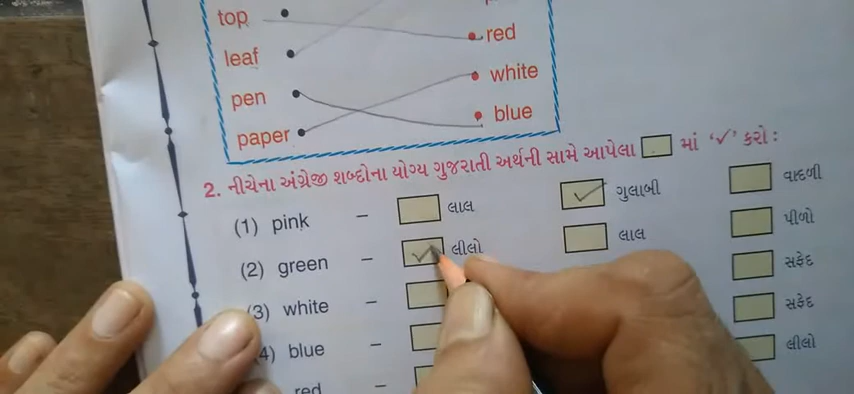 top
red
leaf
white
pen
blue
paper
2. નીચેના અંગ્રેજી શબ્દોના યોગ્ય ગુજરાતી અર્થની સામે આપેલા માં '✓' કરો :
(1) pink - લાલ ✓ ગુલાબી વાદળી
(2) green - ✓ લીલો લાલ પીળો
(3) white - સફેદ
4) blue - સફેદ
red - લીલો